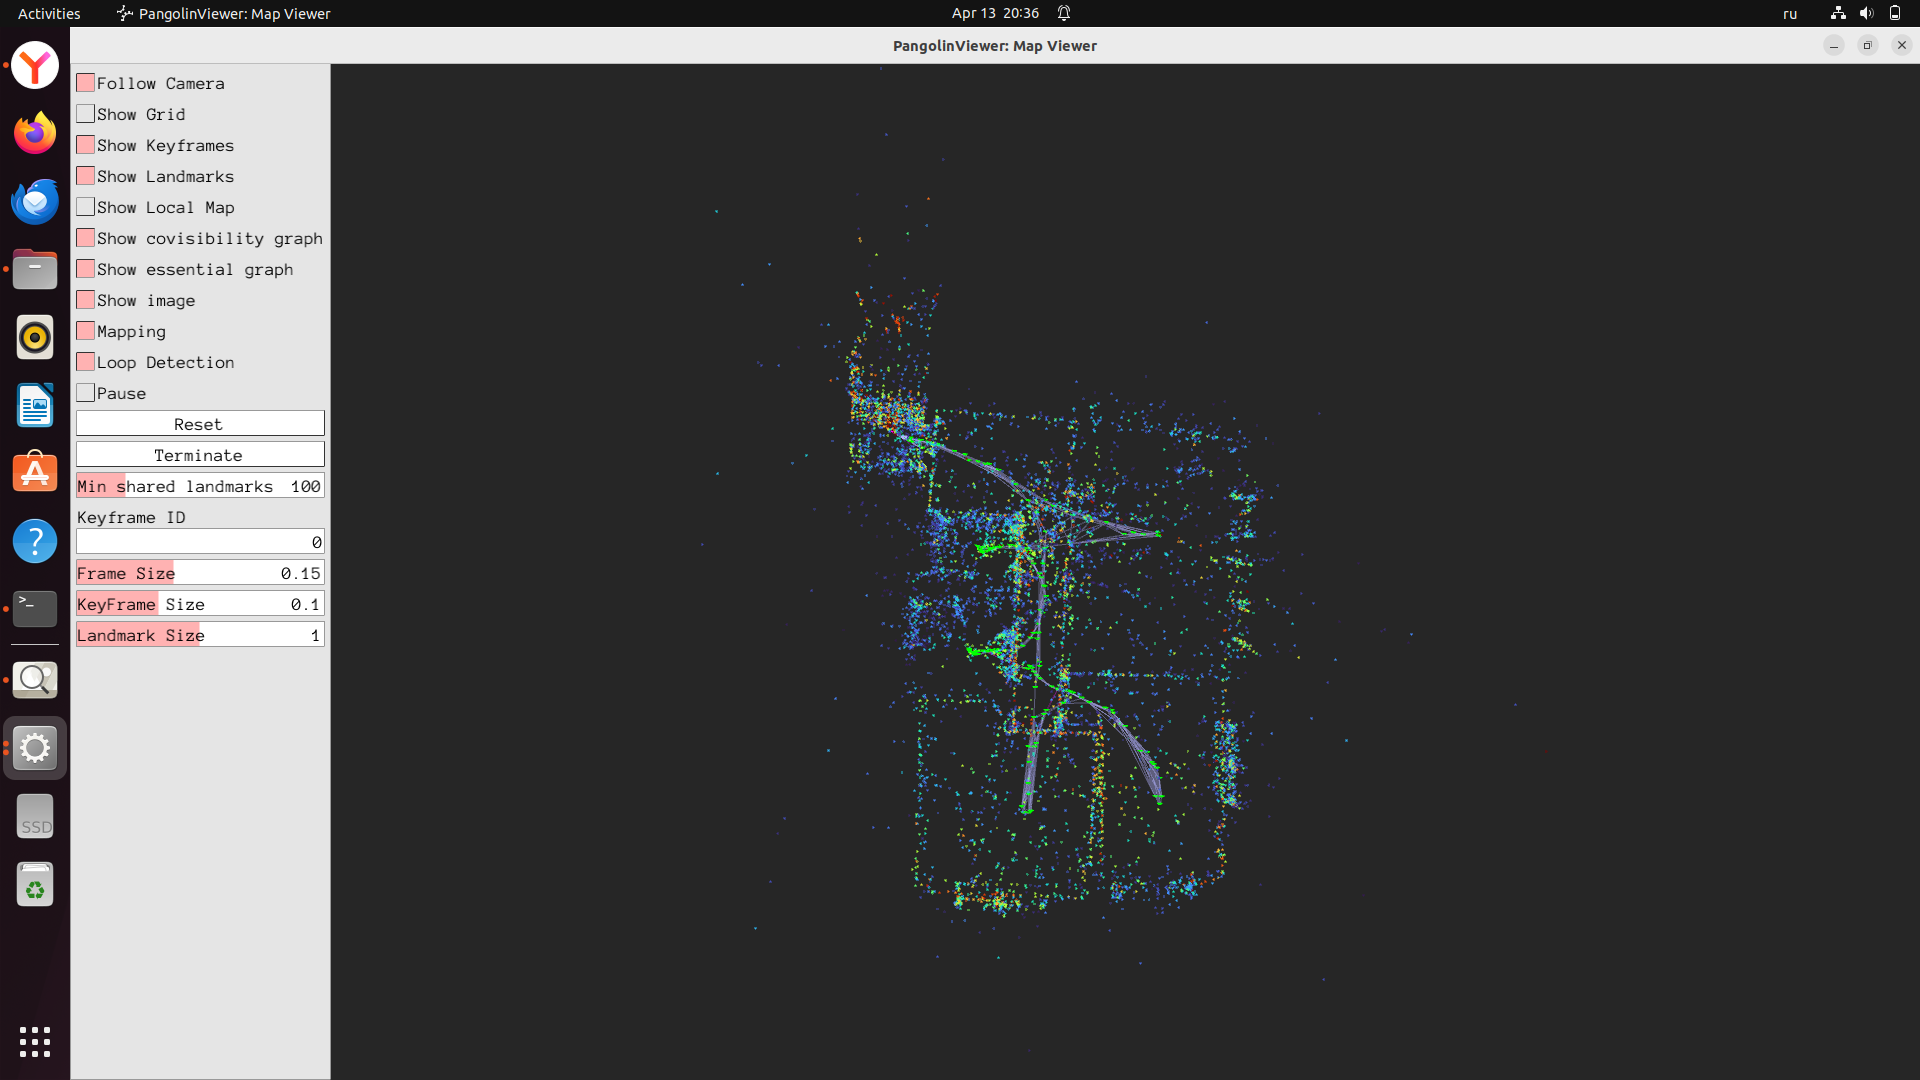 Activities
PangolinViewer: Map Viewer
Apr 13 20:36
ru
PangolinViewer: Map Viewer
Follow Camera
Show Grid
Show Keyframes
Show Landmarks
Show Local Map
Show covisibility graph
Show essential graph
Show image
Mapping
Loop Detection
Pause
Reset
Terminate
Min shared landmarks 100
Keyframe ID
0
Frame Size 0.15
KeyFrame Size 0.1
Landmark Size 1
SSD